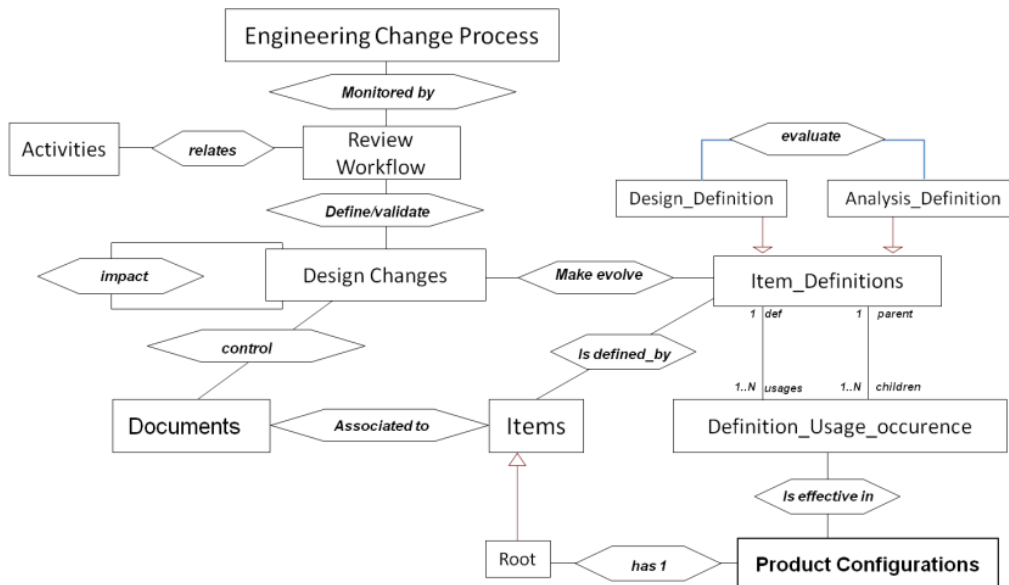 Engineering Change Process
Monitored by
Activities
relates
Review
Workflow
evaluate
Define/validate
Design_Definition
Analysis_Definition
impact
Design Changes
Make evolve
Item_Definitions
1 def
1 parent
control
Is defined_by
1..N usages
1..N children
Documents
Associated to
Items
Definition_Usage_occurence
Is effective in
Root
has 1
Product Configurations